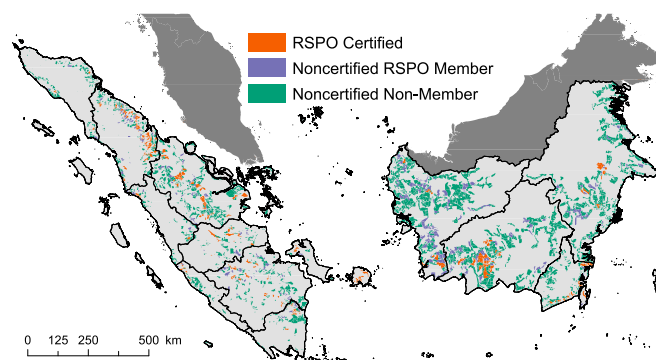 RSPO Certified
Noncertified RSPO Member
Noncertified Non-Member
0 125 250 500 km